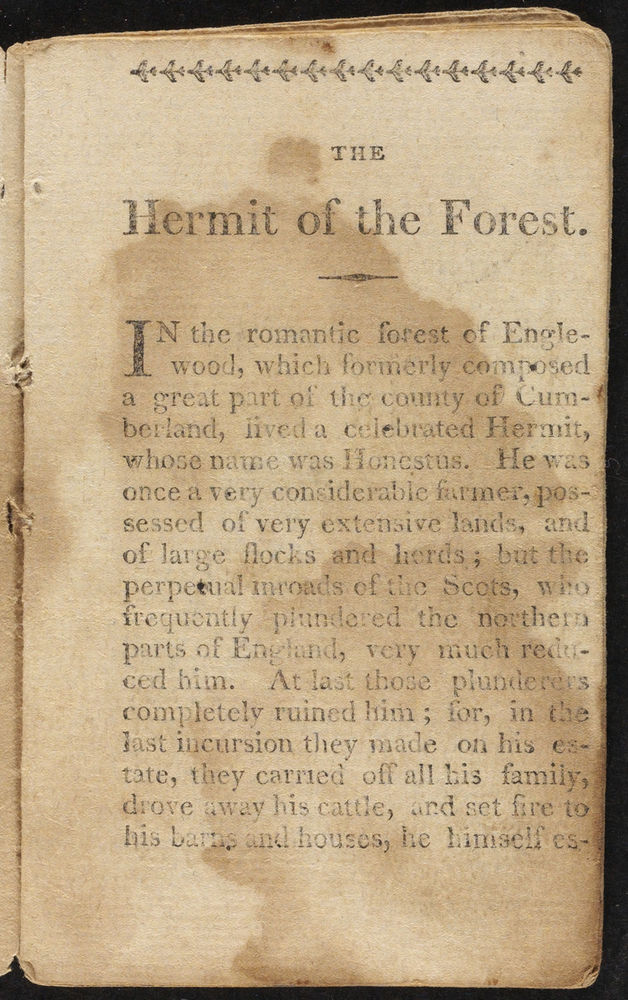 THE
Hermit of the Forest.
IN the romantic forest of Engle-
wood, which formerly composed
a great part of the county of Cum-
berland, lived a celebrated Hermit,
whose name was Honestus. He was
once a very considerable farmer, pos-
sessed of very extensive lands, and
of large flocks and herds; but the
perpetual inroads of the Scots, who
frequently plundered the northern
parts of England, very much redu-
ced him. At last those plunderers
completely ruined him; for, in the
last incursion they made on his es-
tate, they carried off all his family,
drove away his cattle, and set fire to
his barns and houses, he himself es-